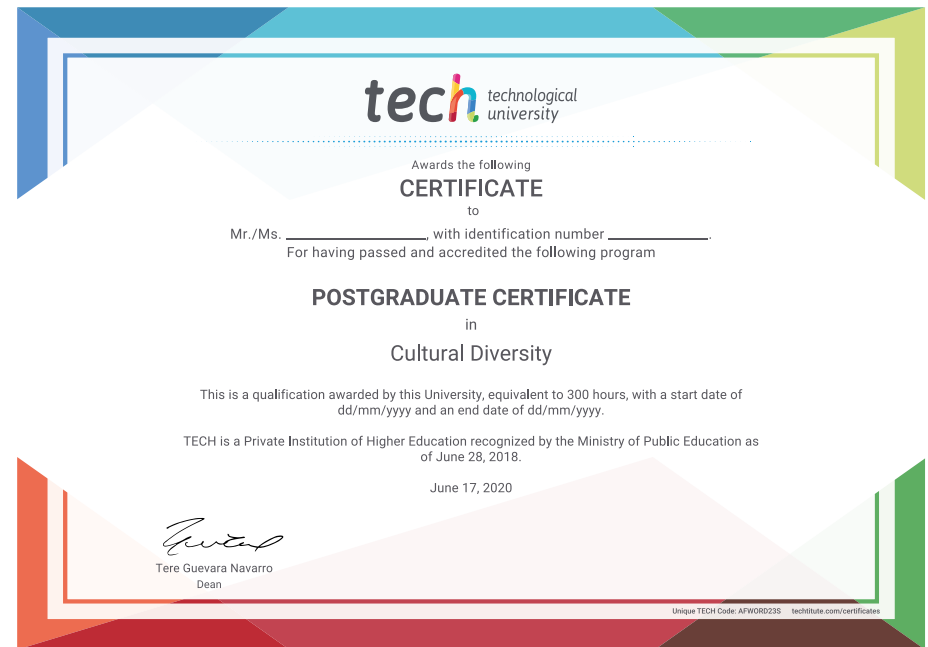 tech technological
university
Awards the following
CERTIFICATE
to
Mr./Ms. ____________________, with identification number ______________.
For having passed and accredited the following program
POSTGRADUATE CERTIFICATE
in
Cultural Diversity
This is a qualification awarded by this University, equivalent to 300 hours, with a start date of
dd/mm/yyyy and an end date of dd/mm/yyyy.
TECH is a Private Institution of Higher Education recognized by the Ministry of Public Education as
of June 28, 2018.
June 17, 2020
Tere Guevara Navarro
Dean
Unique TECH Code: AFWORD23S techtitute.com/certificates